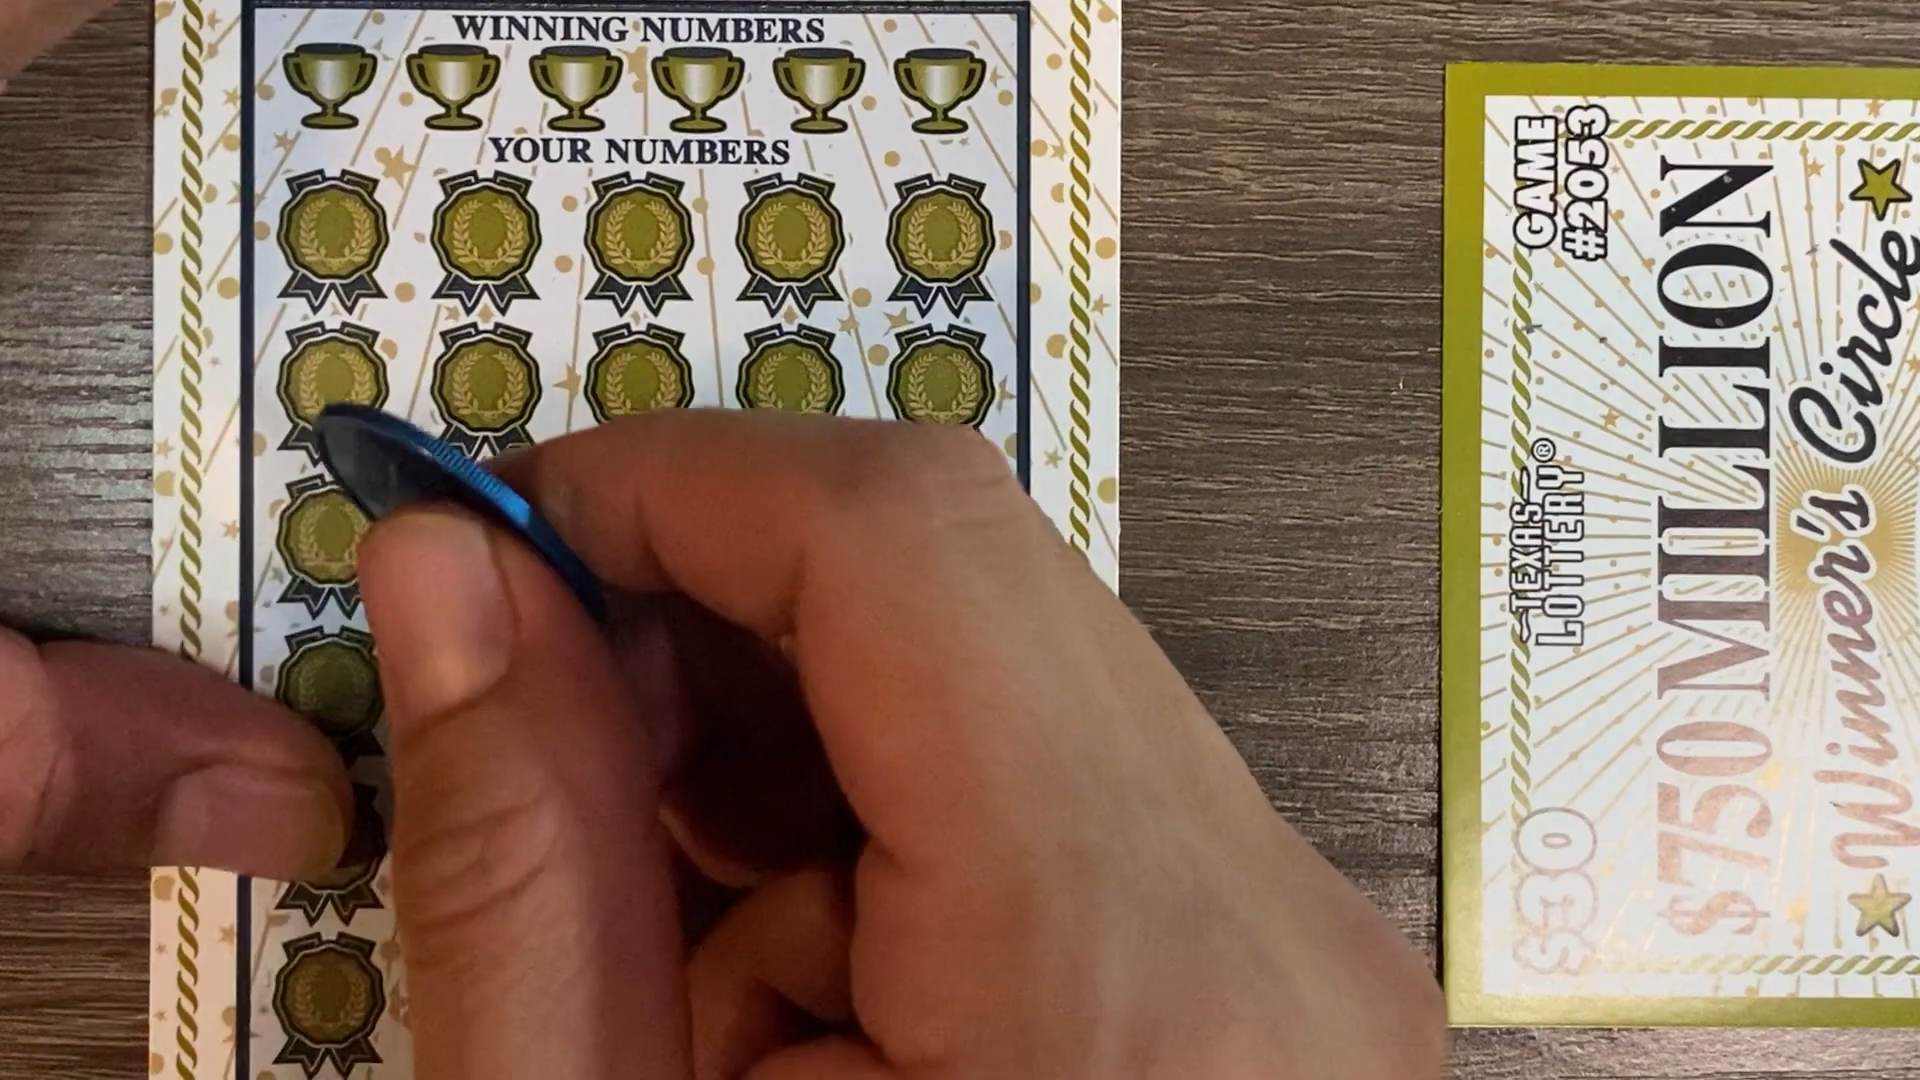 WINNING NUMBERS
YOUR NUMBERS
GAME
#2053
TEXAS
LOTTERY®
$30
$750 MILLION
Winner's Circle